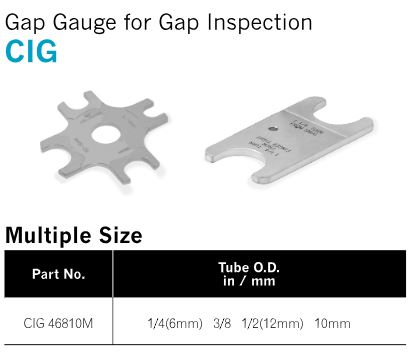 Gap Gauge for Gap Inspection
CIG
Multiple Size
Part No.
Tube O.D.
in / mm
CIG 46810M
1/4(6mm) 3/8 1/2(12mm) 10mm